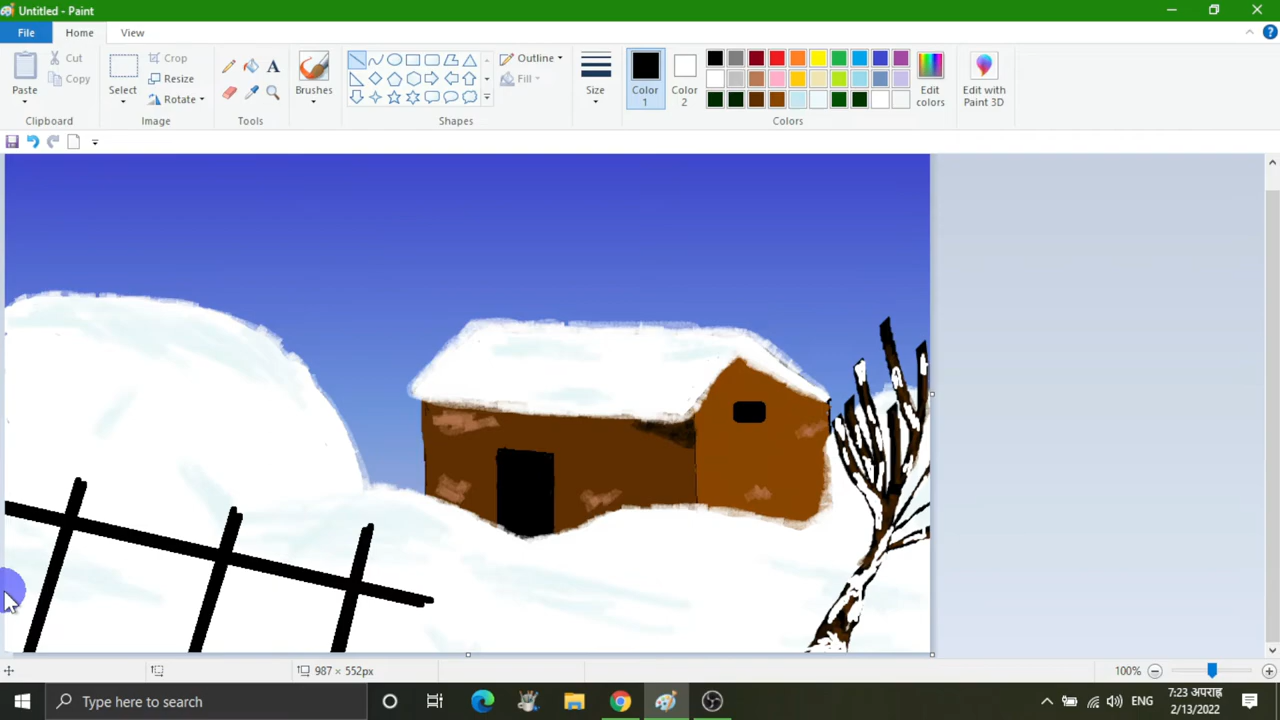 Untitled - Paint
File Home View
Paste
Cut
Copy
Clipboard
Select
Crop
Resize
Rotate
Image
A
Tools
Brushes
Shapes
Outline
Fill
Size
Color 1
Color 2
Colors
Edit colors
Edit with Paint 3D
987 × 552px
100%
Type here to search
ENG
7:23 अपराह्न
2/13/2022